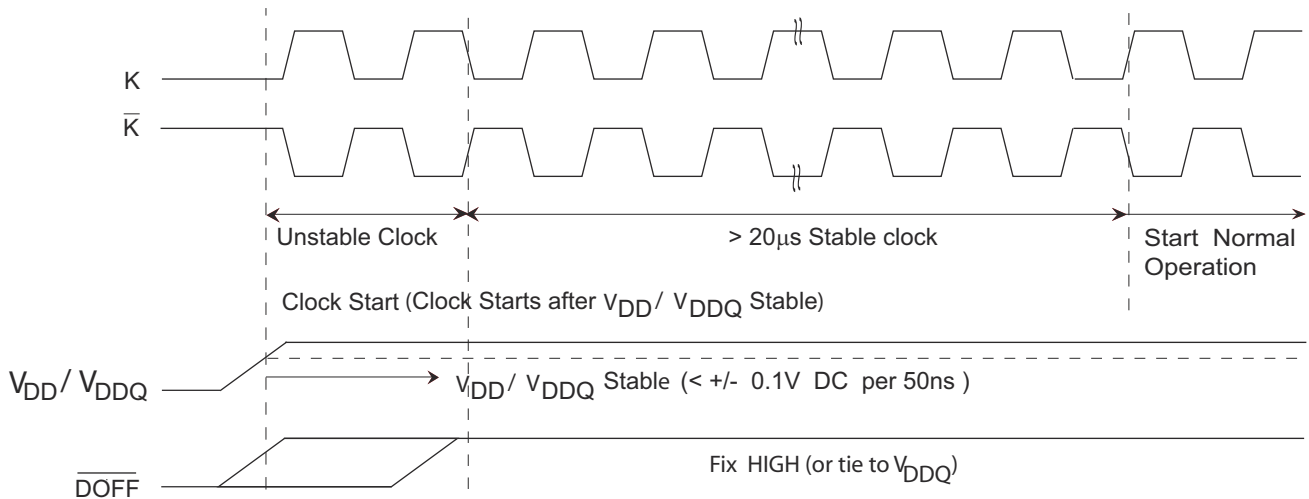 K
K̅
Unstable Clock
> 20μs Stable clock
Start Normal
Operation
Clock Start (Clock Starts after VDD / VDDQ Stable)
VDD / VDDQ
VDD / VDDQ Stable (< +/- 0.1V DC per 50ns )
Fix HIGH (or tie to VDDQ)
D̅O̅F̅F̅